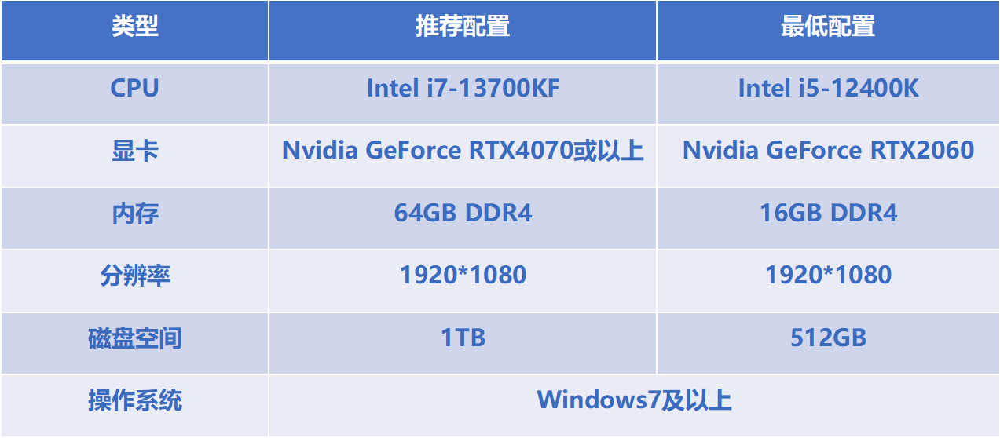 类型 推荐配置 最低配置
CPU Intel i7-13700KF Intel i5-12400K
显卡 Nvidia GeForce RTX4070或以上 Nvidia GeForce RTX2060
内存 64GB DDR4 16GB DDR4
分辨率 1920*1080 1920*1080
磁盘空间 1TB 512GB
操作系统 Windows7及以上